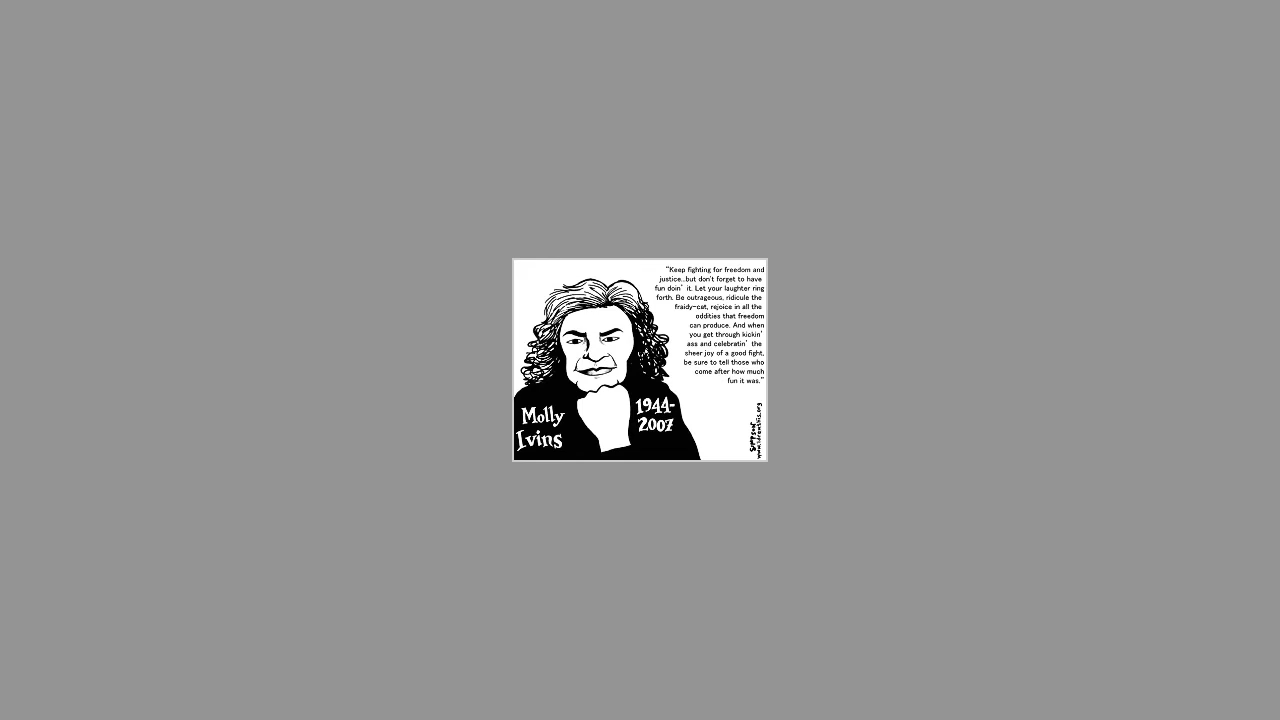 "Keep fighting for freedom and
justice...but don't forget to have
fun doin' it. Let your laughter ring
forth. Be outrageous, ridicule the
fraidy-cat, rejoice in all the
oddities that freedom
can produce. And when
you get through kickin'
ass and celebratin' the
sheer joy of a good fight,
be sure to tell those who
come after how much
fun it was."
Molly
Ivins
1944-
2007
www.idrewthis.org